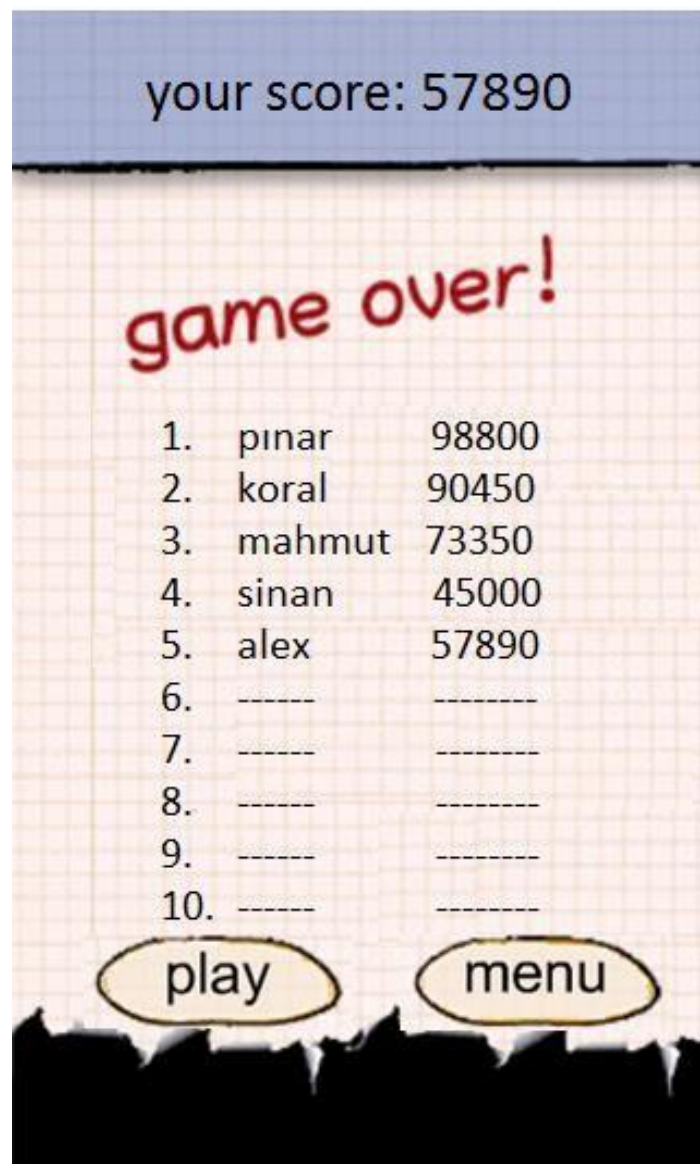 your score: 57890
game over!
1. pınar 98800
2. koral 90450
3. mahmut 73350
4. sinan 45000
5. alex 57890
6. ------ --------
7. ------ --------
8. ------ --------
9. ------ --------
10. ------ --------
play menu